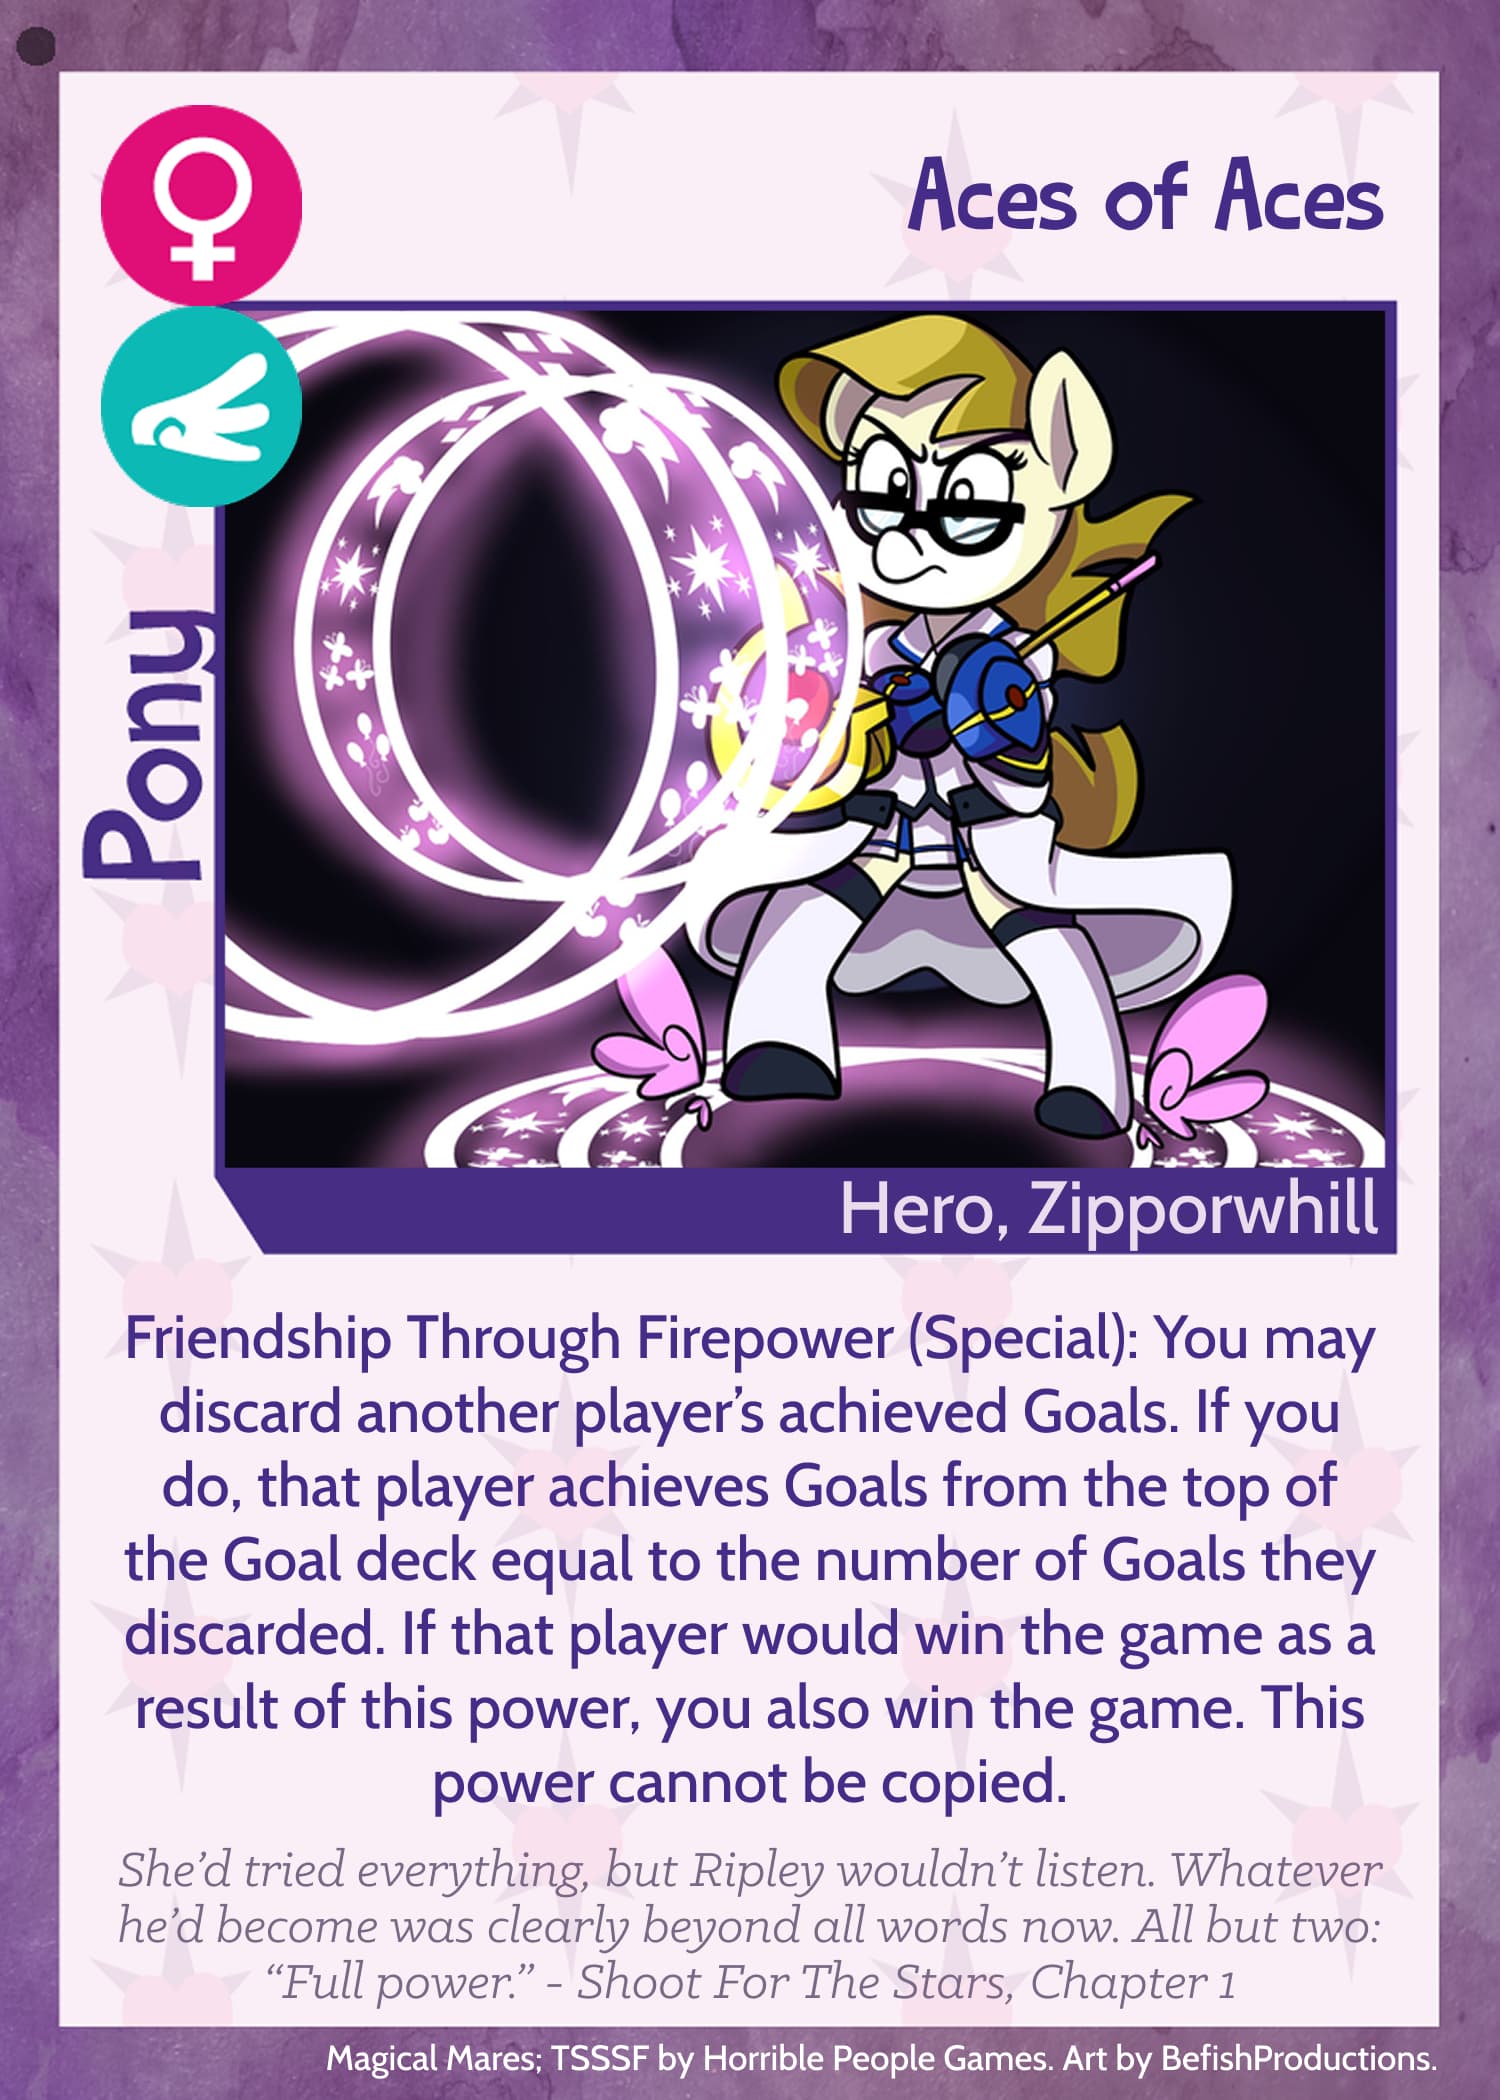 Aces of Aces
Pony
Hero, Zipporwhill
Friendship Through Firepower (Special): You may
discard another player’s achieved Goals. If you
do, that player achieves Goals from the top of
the Goal deck equal to the number of Goals they
discarded. If that player would win the game as a
result of this power, you also win the game. This
power cannot be copied.
She’d tried everything, but Ripley wouldn’t listen. Whatever
he’d become was clearly beyond all words now. All but two:
“Full power.” - Shoot For The Stars, Chapter 1
Magical Mares; TSSSF by Horrible People Games. Art by BefishProductions.